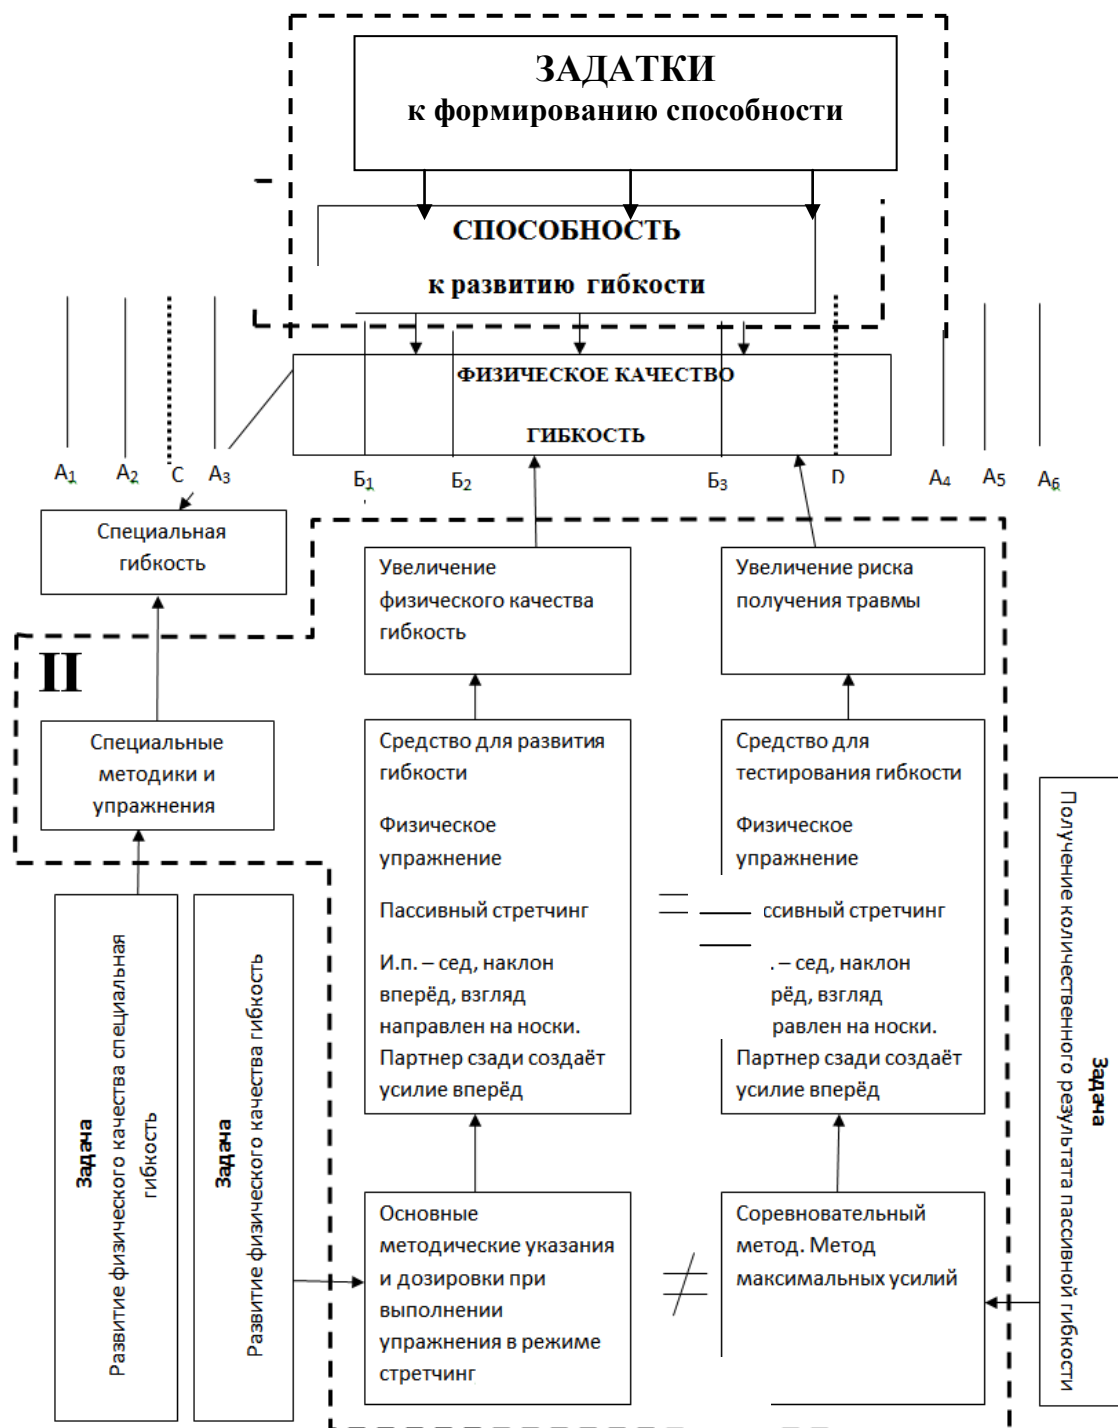 ЗАДАТКИ
к формированию способности
СПОСОБНОСТЬ
к развитию гибкости
ФИЗИЧЕСКОЕ КАЧЕСТВО
ГИБКОСТЬ
А1
А2
С
А3
Б1
Б2
Б3
D
А4
А5
А6
Специальная
гибкость
Увеличение
физического качества
гибкость
Увеличение риска
получения травмы
II
Специальные
методики и
упражнения
Средство для развития
гибкости
Физическое
упражнение
Пассивный стретчинг
И.п. – сед, наклон
вперёд, взгляд
направлен на носки.
Партнер сзади создаёт
усилие вперёд
Средство для
тестирования гибкости
Физическое
упражнение
ссивный стретчинг
. – сед, наклон
рёд, взгляд
равлен на носки.
Партнер сзади создаёт
усилие вперёд
Задача
Развитие физического качества специальная
гибкость
Задача
Развитие физического качества гибкость
Основные
методические указания
и дозировки при
выполнении
упражнения в режиме
стретчинг
Соревновательный
метод. Метод
максимальных усилий
Задача
Получение количественного результата пассивной гибкости